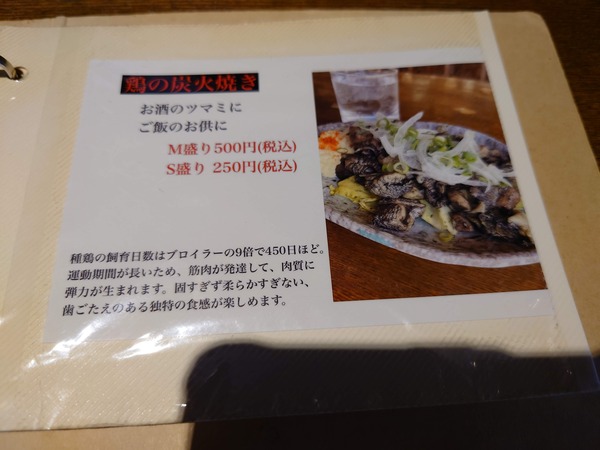 鶏の炭火焼き
お酒のツマミに
ご飯のお供に
M盛り500円(税込)
S盛り 250円(税込)
種鶏の飼育日数はブロイラーの9倍で450日ほど。
運動期間が長いため、筋肉が発達して、肉質に
弾力が生まれます。固すぎず柔らかすぎない、
歯ごたえのある独特の食感が楽しめます。